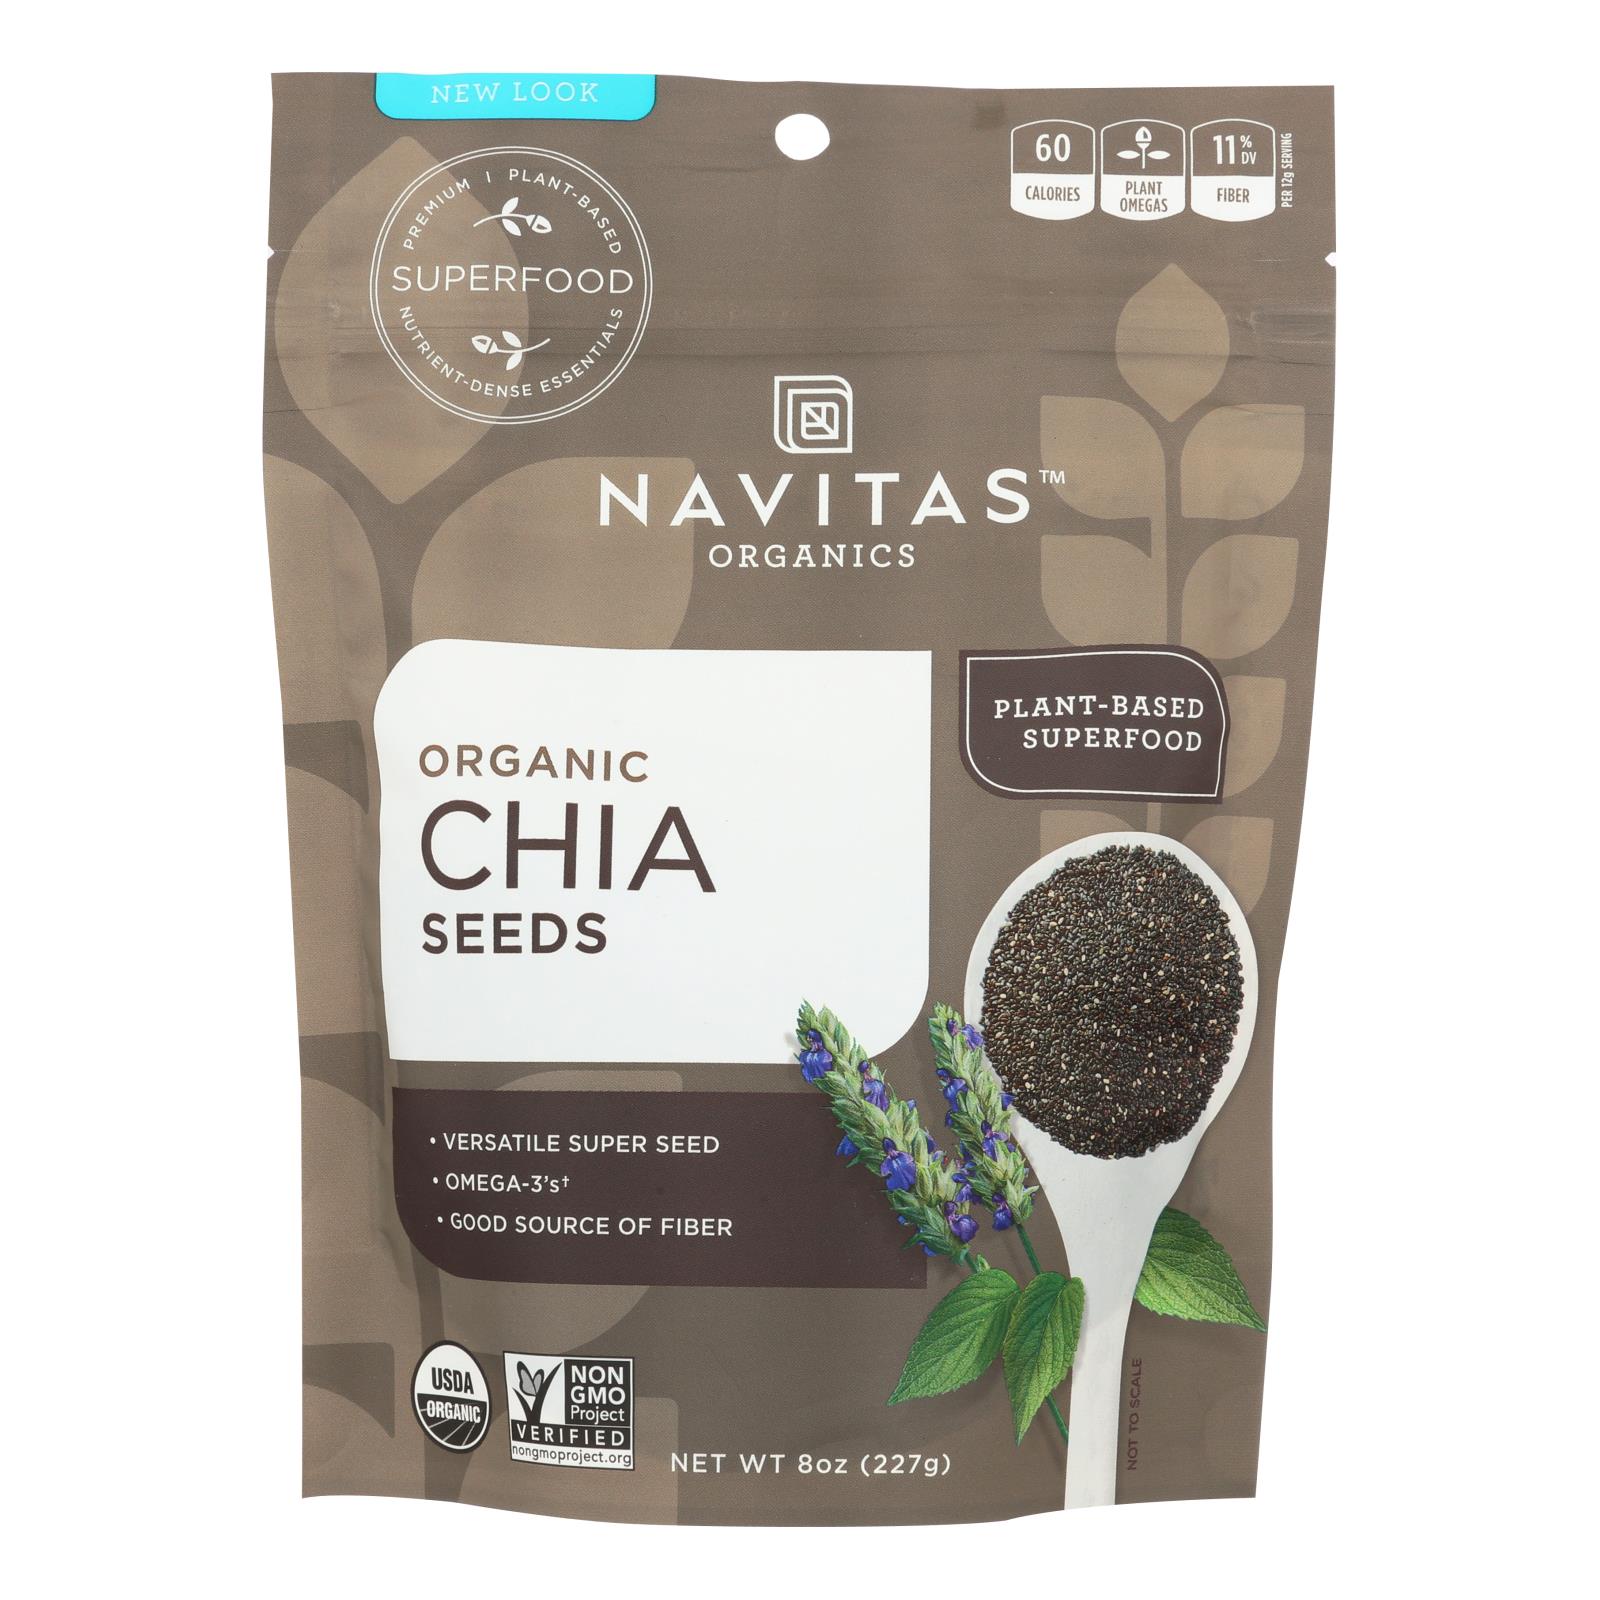 NEW LOOK
PREMIUM | PLANT-BASED
SUPERFOOD
NUTRIENT-DENSE ESSENTIALS
60
CALORIES
PLANT
OMEGAS
11% DV
FIBER
PER 12g SERVING
NAVITAS™
ORGANICS
PLANT-BASED
SUPERFOOD
ORGANIC
CHIA
SEEDS
• VERSATILE SUPER SEED
• OMEGA-3's†
• GOOD SOURCE OF FIBER
USDA
ORGANIC
NON
GMO
Project
VERIFIED
nongmoproject.org
NET WT 8oz (227g)
NOT TO SCALE